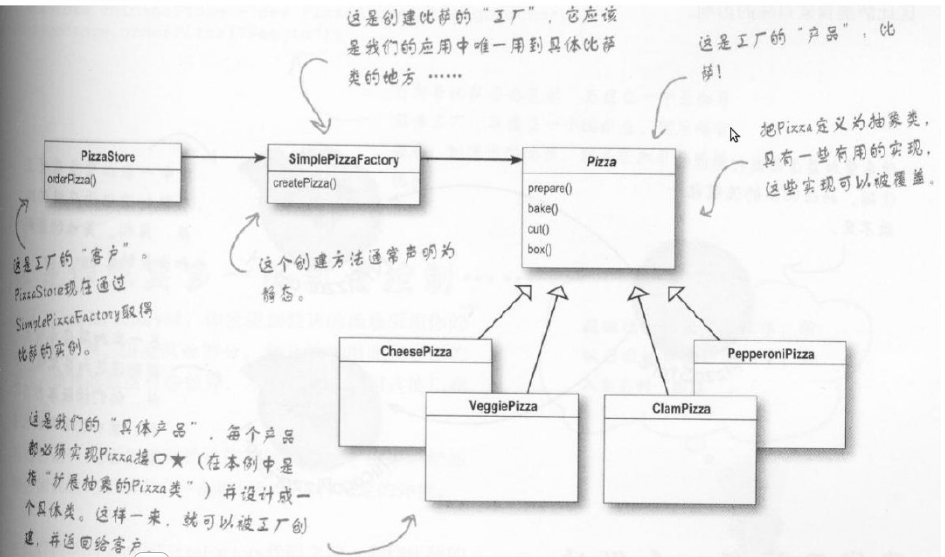 这是创建比萨的“工厂”，它应该
是我们的应用中唯一用到具体比萨
类的地方……
这是工厂的“产品”，比
萨！
把Pizza定义为抽象类，
具有一些有用的实现，
这些实现可以被覆盖。
PizzaStore
orderPizza()
SimplePizzaFactory
createPizza()
Pizza
prepare()
bake()
cut()
box()
这是工厂的“客户”。
PizzaStore现在通过
SimplePizzaFactory取得
比萨的实例。
这个创建方法通常声明为
静态。
CheesePizza
VeggiePizza
ClamPizza
PepperoniPizza
这是我们的“具体产品”，每个产品
都必须实现Pizza接口★（在本例中是
指“扩展抽象的Pizza类”）并设计成一
个具体类。这样一来，就可以被工厂创
建，并返回给客户